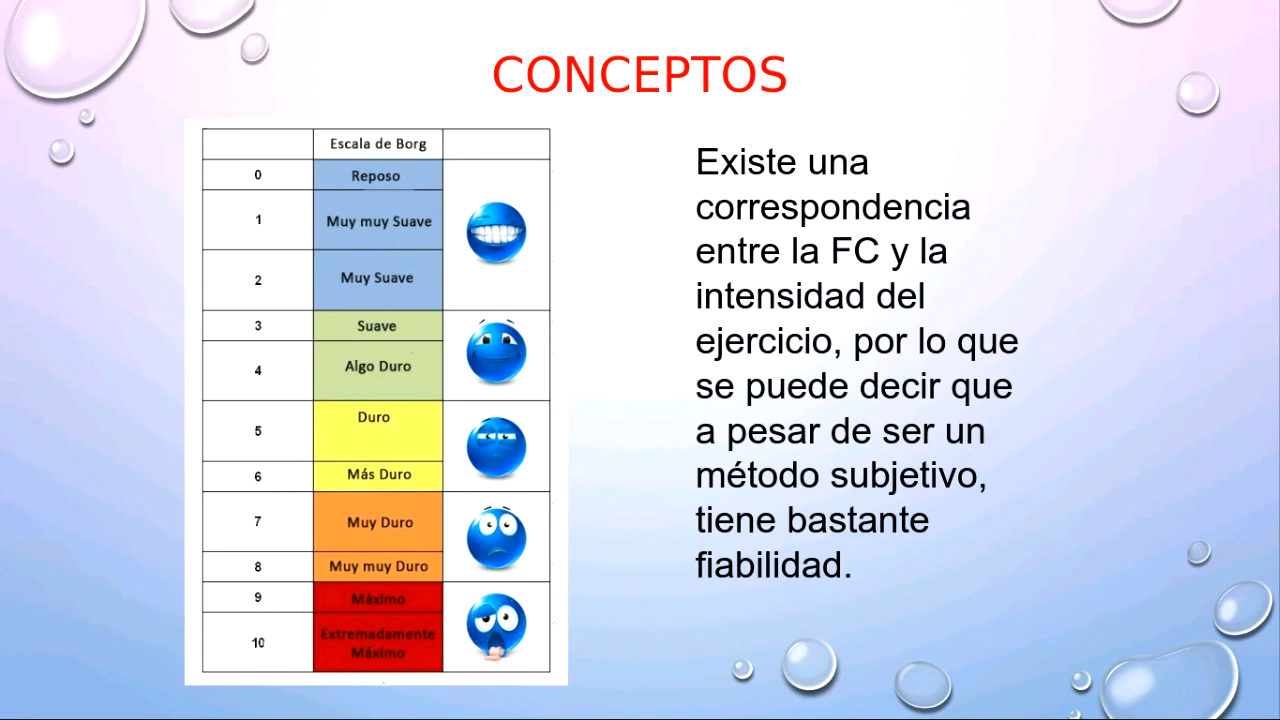 CONCEPTOS
Escala de Borg
0 Reposo
1 Muy muy Suave
2 Muy Suave
3 Suave
4 Algo Duro
5 Duro
6 Más Duro
7 Muy Duro
8 Muy muy Duro
9 Máximo
10 Extremadamente
Máximo
Existe una
correspondencia
entre la FC y la
intensidad del
ejercicio, por lo que
se puede decir que
a pesar de ser un
método subjetivo,
tiene bastante
fiabilidad.